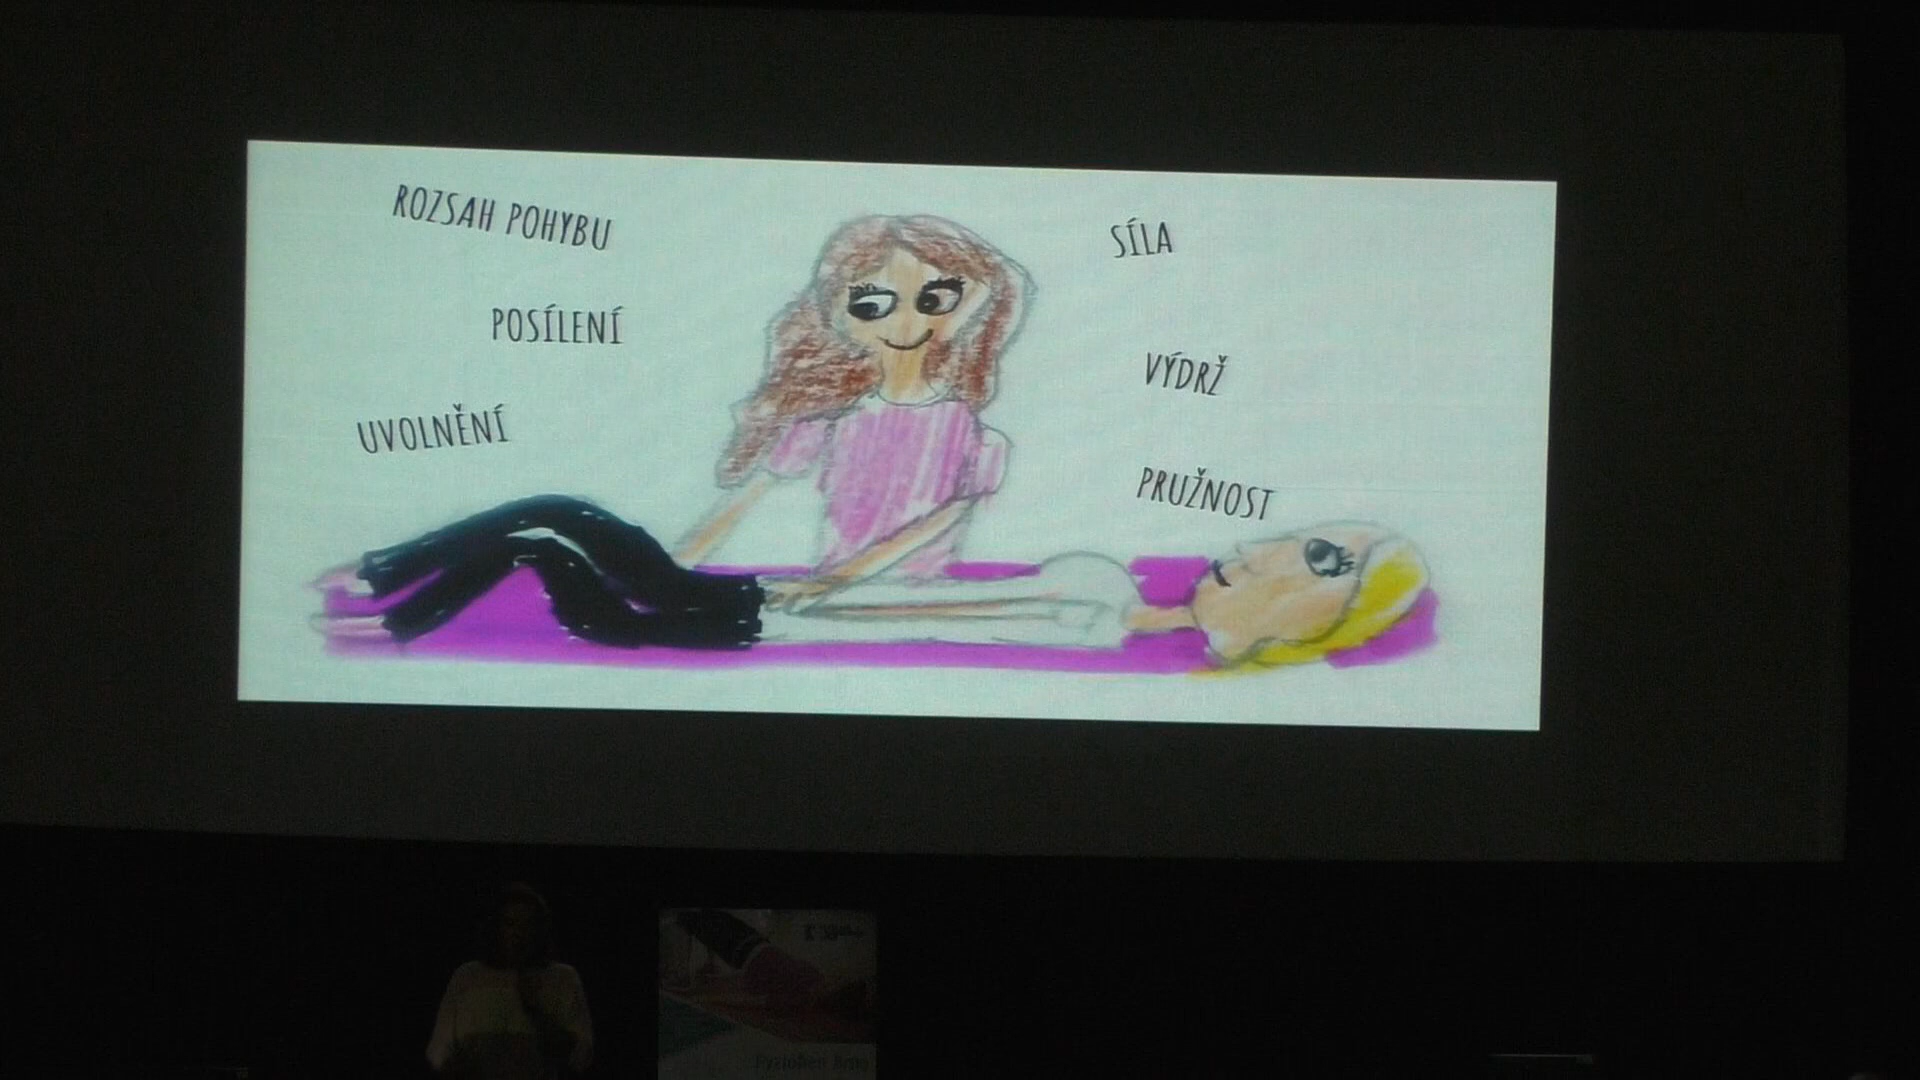 ROZSAH POHYBU
SÍLA
POSÍLENÍ
VÝDRŽ
UVOLNĚNÍ
PRUŽNOST